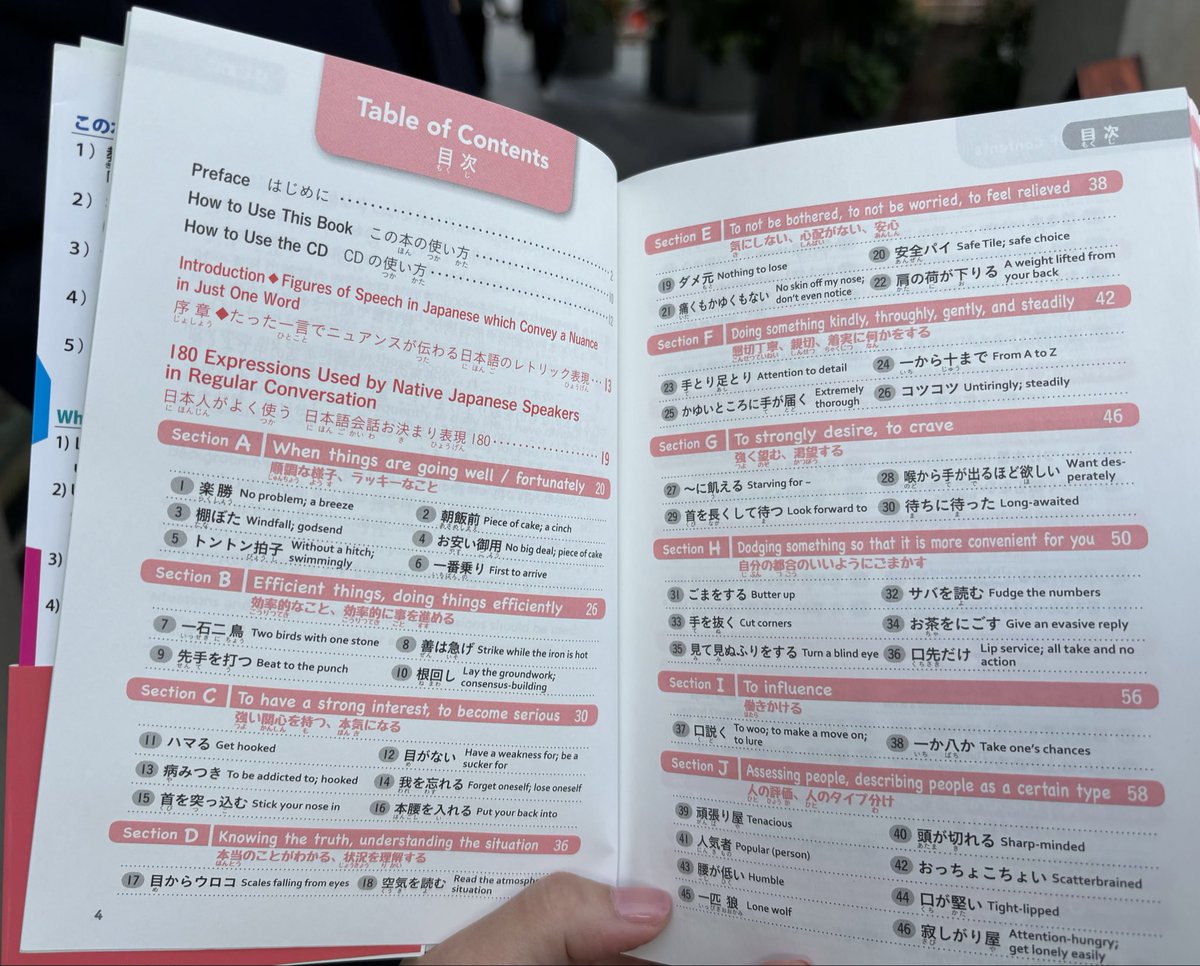 この
1)
2)
3)
4)
5)
Wh
1)
2)
3)
4)
Table of Contents
目次
もく じ
Preface はじめに 2
How to Use This Book この本の使い方 10
How to Use the CD CDの使い方 12
Introduction◆Figures of Speech in Japanese which Convey a Nuance
in Just One Word
序章◆たった一言でニュアンスが伝わる日本語のレトリック表現 13
180 Expressions Used by Native Japanese Speakers
in Regular Conversation
日本人がよく使う 日本語会話お決まり表現180 19
Section A When things are going well / fortunately 20
順調な様子、ラッキーなこと
1 楽勝 No problem; a breeze
2 朝飯前 Piece of cake; a cinch
3 棚ぼた Windfall; godsend
4 お安い御用 No big deal; piece of cake
5 トントン拍子 Without a hitch; swimmingly
6 一番乗り First to arrive
Section B Efficient things, doing things efficiently 26
効率的なこと、効率的に事を進める
7 一石二鳥 Two birds with one stone
8 善は急げ Strike while the iron is hot
9 先手を打つ Beat to the punch
10 根回し Lay the groundwork; consensus-building
Section C To have a strong interest, to become serious 30
強い関心を持つ、本気になる
11 ハマる Get hooked
12 目がない Have a weakness for; be a sucker for
13 病みつき To be addicted to; hooked
14 我を忘れる Forget oneself; lose oneself
15 首を突っ込む Stick your nose in
16 本腰を入れる Put your back into
Section D Knowing the truth, understanding the situation 36
本当のことがわかる、状況を理解する
17 目からウロコ Scales falling from eyes
18 空気を読む Read the situation
4
目次
もく じ
Section E To not be bothered, to not be worried, to feel relieved 38
気にしない、心配がない、安心
19 ダメ元 Nothing to lose
20 安全パイ Safe Tile; safe choice
21 痛くもかゆくもない No skin off my nose; don't even notice
22 肩の荷が下りる A weight lifted from your back
Section F Doing something kindly, throughly, gently, and steadily 42
懇切丁寧、親切、着実に何かをする
23 手とり足とり Attention to detail
24 一から十まで From A to Z
25 かゆいところに手が届く Extremely thorough
26 コツコツ Untiringly; steadily
Section G To strongly desire, to crave 46
強く望む、渇望する
27 〜に飢える Starving for ~
28 喉から手が出るほど欲しい Want desperately
29 首を長くして待つ Look forward to
30 待ちに待った Long-awaited
Section H Dodging something so that it is more convenient for you 50
自分の都合のいいようにごまかす
31 ごまをする Butter up
32 サバを読む Fudge the numbers
33 手を抜く Cut corners
34 お茶をにごす Give an evasive reply
35 見て見ぬふりをする Turn a blind eye
36 口先だけ Lip service; all take and no action
Section I To influence 56
働きかける
37 口説く To woo; to make a move on; to lure
38 一か八か Take one's chances
Section J Assessing people, describing people as a certain type 58
人の評価、人のタイプ分け
39 頑張り屋 Tenacious
40 頭が切れる Sharp-minded
41 人気者 Popular (person)
42 おっちょこちょい Scatterbrained
43 腰が低い Humble
44 口が堅い Tight-lipped
45 一匹狼 Lone wolf
46 寂しがり屋 Attention-hungry; get lonely easily